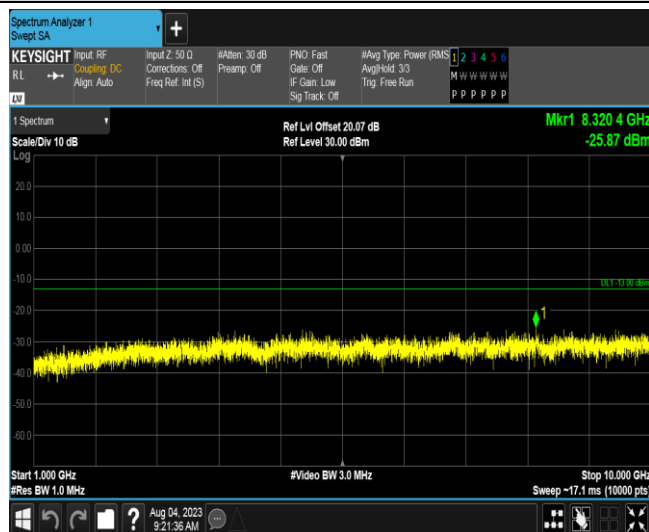 Spectrum Analyzer 1
Swept SA
+
KEYSIGHT
RL
LXI
Input: RF
Coupling: DC
Align: Auto
Input Z: 50 Ω
Corrections: Off
Freq Ref: Int (S)
#Atten: 30 dB
Preamp: Off
PNO: Fast
Gate: Off
IF Gain: Low
Sig Track: Off
#Avg Type: Power (RMS
Avg|Hold: 3/3
Trig: Free Run
1 2 3 4 5 6
M W W W W W
P P P P P P
1 Spectrum
Scale/Div 10 dB
Log
Ref Lvl Offset 20.07 dB
Ref Level 30.00 dBm
Mkr1 8.320 4 GHz
-25.87 dBm
20.0
10.0
0.00
-10.0
DL1 -13.00 dBm
-20.0
1
-30.0
-40.0
-50.0
-60.0
Start 1.000 GHz
#Res BW 1.0 MHz
#Video BW 3.0 MHz
Stop 10.000 GHz
Sweep ~17.1 ms (10000 pts)
?
Aug 04, 2023
9:21:36 AM